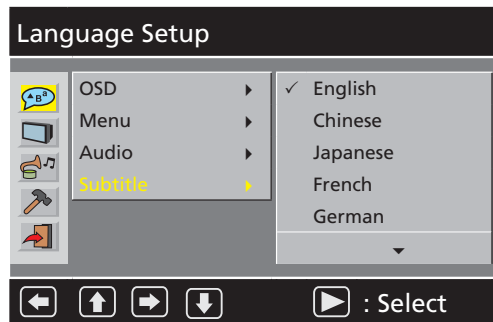 Language Setup
OSD
Menu
Audio
Subtitle
✓ English
Chinese
Japanese
French
German
: Select